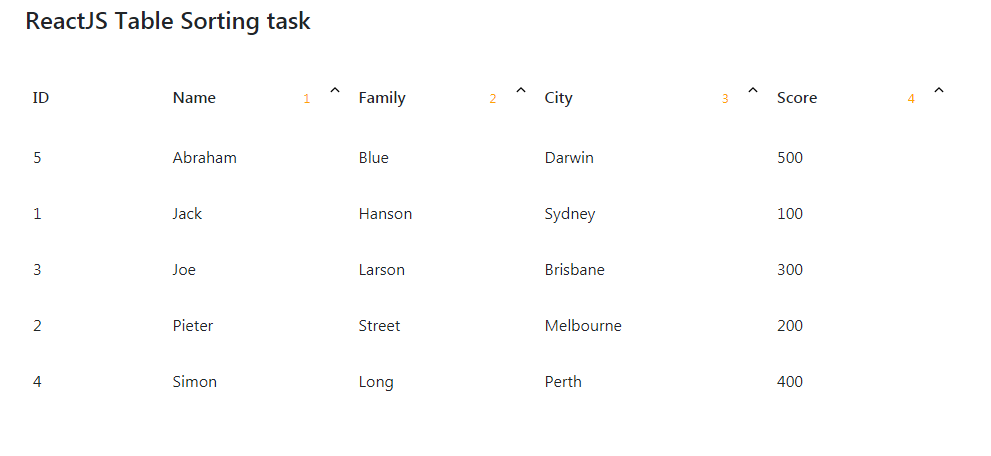 ReactJS Table Sorting task
ID Name 1 Family 2 City 3 Score 4
5 Abraham Blue Darwin 500
1 Jack Hanson Sydney 100
3 Joe Larson Brisbane 300
2 Pieter Street Melbourne 200
4 Simon Long Perth 400